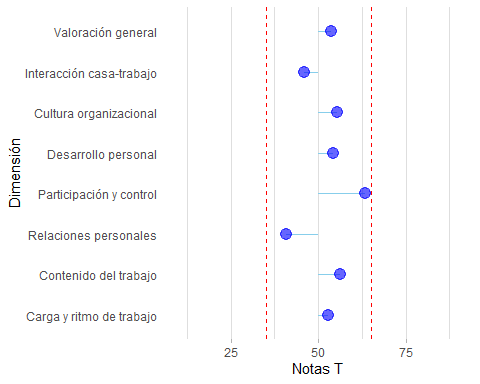 Valoración general
Interacción casa-trabajo
Cultura organizacional
Desarrollo personal
Participación y control
Relaciones personales
Contenido del trabajo
Carga y ritmo de trabajo
Dimensión
25 50 75
Notas T